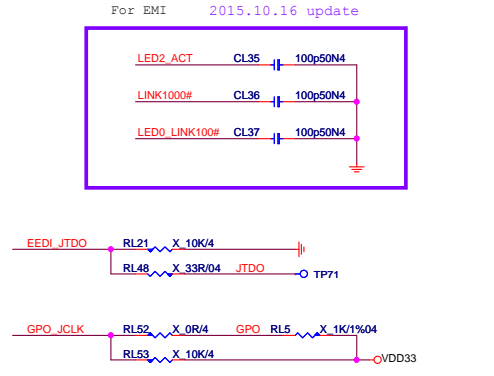 For EMI 2015.10.16 update
LED2_ACT CL35 100p50N4
LINK1000# CL36 100p50N4
LED0_LINK100# CL37 100p50N4
EEDI_JTDO RL21 X_10K/4
RL48 X_33R/04 JTDO TP71
GPO_JCLK RL52 X_0R/4 GPO RL5 X_1K/1%04
RL53 X_10K/4 VDD33